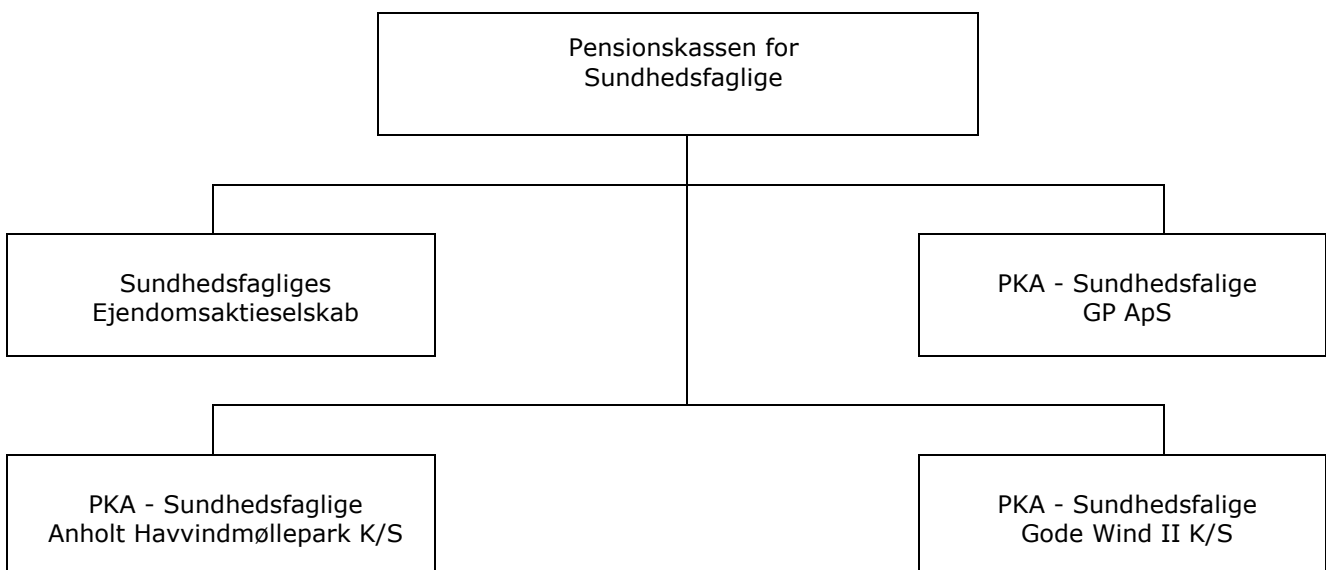 Pensionskassen for
Sundhedsfaglige
Sundhedsfagliges
Ejendomsaktieselskab
PKA - Sundhedsfalige
GP ApS
PKA - Sundhedsfaglige
Anholt Havvindmøllepark K/S
PKA - Sundhedsfalige
Gode Wind II K/S